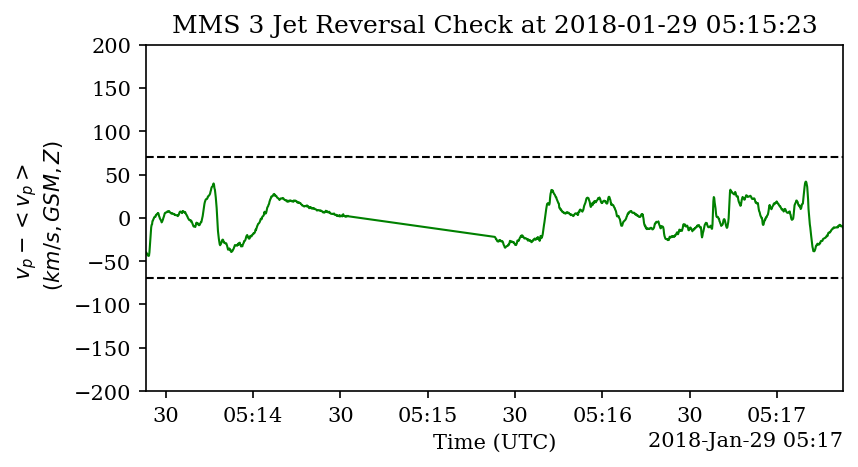 MMS 3 Jet Reversal Check at 2018-01-29 05:15:23
v_p − < v_p >
(km/s, GSM, Z)
200
150
100
50
0
−50
−100
−150
−200
30 05:14 30 05:15 30 05:16 30 05:17
Time (UTC)
2018-Jan-29 05:17